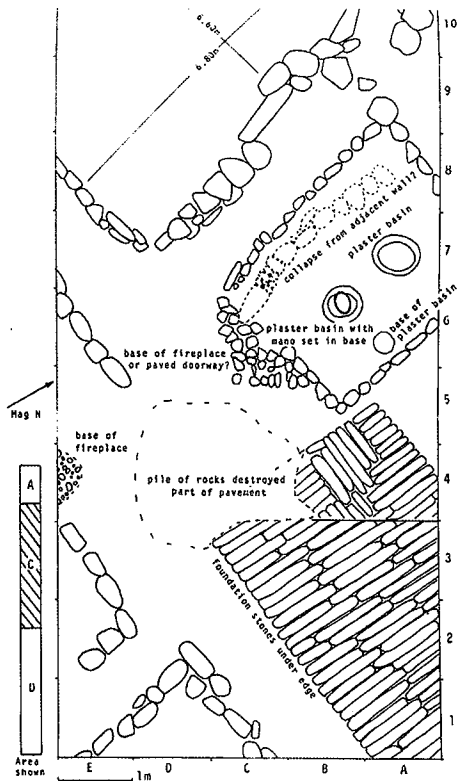 6.60m
6.80m
10
9
8
7
6
5
4
3
2
1
collapse from adjacent wall?
plaster basin
plaster basin with
mano set in base
base of
plaster basin
base of fireplace
or paved doorway?
Mag N
base of
fireplace
pile of rocks destroyed
part of pavement
foundation stones under edge
A
C
D
Area
shown
E
D
C
B
A
1m